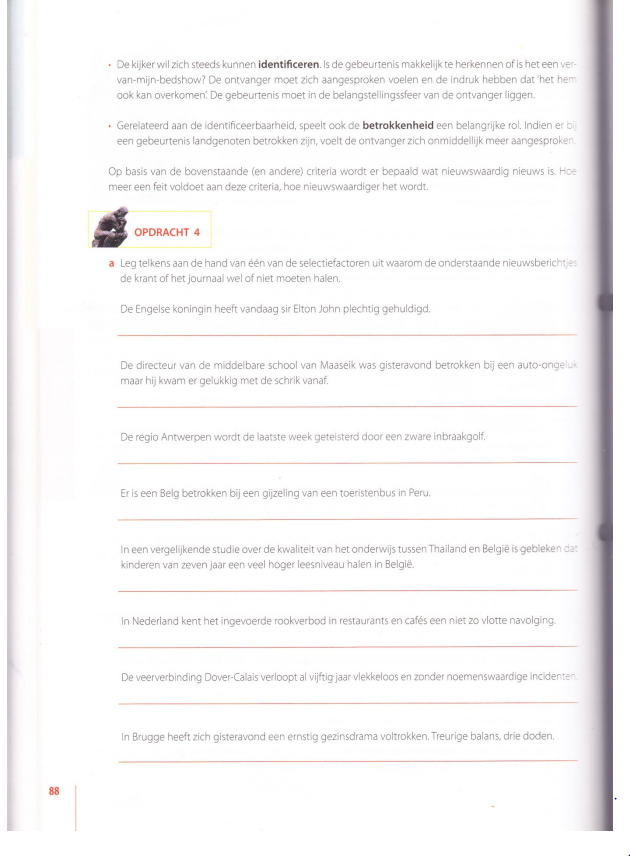 • De kijker wil zich steeds kunnen identificeren. Is de gebeurtenis makkelijk te herkennen of is het een ver-
van-mijn-bedshow? De ontvanger moet zich aangesproken voelen en de indruk hebben dat 'het hem
ook kan overkomen'. De gebeurtenis moet in de belangstellingssfeer van de ontvanger liggen.
• Gerelateerd aan de identificeerbaarheid, speelt ook de betrokkenheid een belangrijke rol. Indien er bij
een gebeurtenis landgenoten betrokken zijn, voelt de ontvanger zich onmiddellijk meer aangesproken.
Op basis van de bovenstaande (en andere) criteria wordt er bepaald wat nieuwswaardig nieuws is. Hoe
meer een feit voldoet aan deze criteria, hoe nieuwswaardiger het wordt.
OPDRACHT 4
a Leg telkens aan de hand van één van de selectiefactoren uit waarom de onderstaande nieuwsberichtjes
de krant of het journaal wel of niet moeten halen.
De Engelse koningin heeft vandaag sir Elton John plechtig gehuldigd.
De directeur van de middelbare school van Maaseik was gisteravond betrokken bij een auto-ongeluk
maar hij kwam er gelukkig met de schrik vanaf.
De regio Antwerpen wordt de laatste week geteisterd door een zware inbraakgolf.
Er is een Belg betrokken bij een gijzeling van een toeristenbus in Peru.
In een vergelijkende studie over de kwaliteit van het onderwijs tussen Thailand en België is gebleken dat
kinderen van zeven jaar een veel hoger leesniveau halen in België.
In Nederland kent het ingevoerde rookverbod in restaurants en cafés een niet zo vlotte navolging.
De veerverbinding Dover-Calais verloopt al vijftig jaar vlekkeloos en zonder noemenswaardige incidenten.
In Brugge heeft zich gisteravond een ernstig gezinsdrama voltrokken. Treurige balans, drie doden.
88